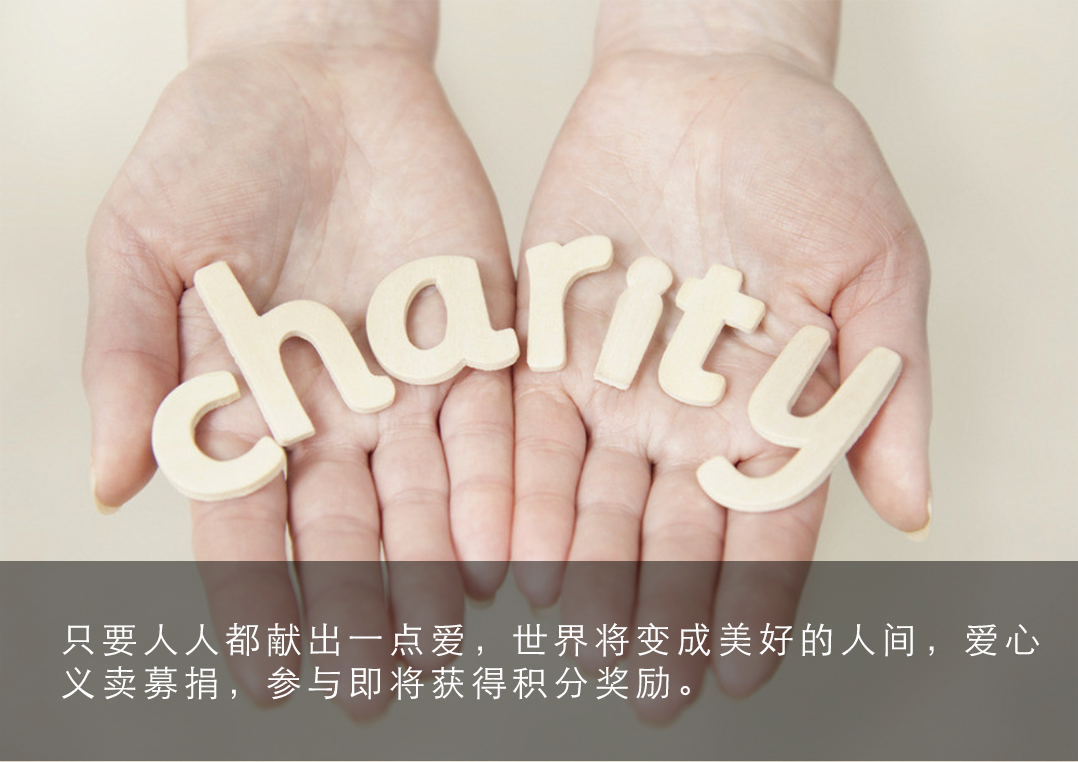 charity
只要人人都献出一点爱，世界将变成美好的人间，爱心
义卖募捐，参与即将获得积分奖励。